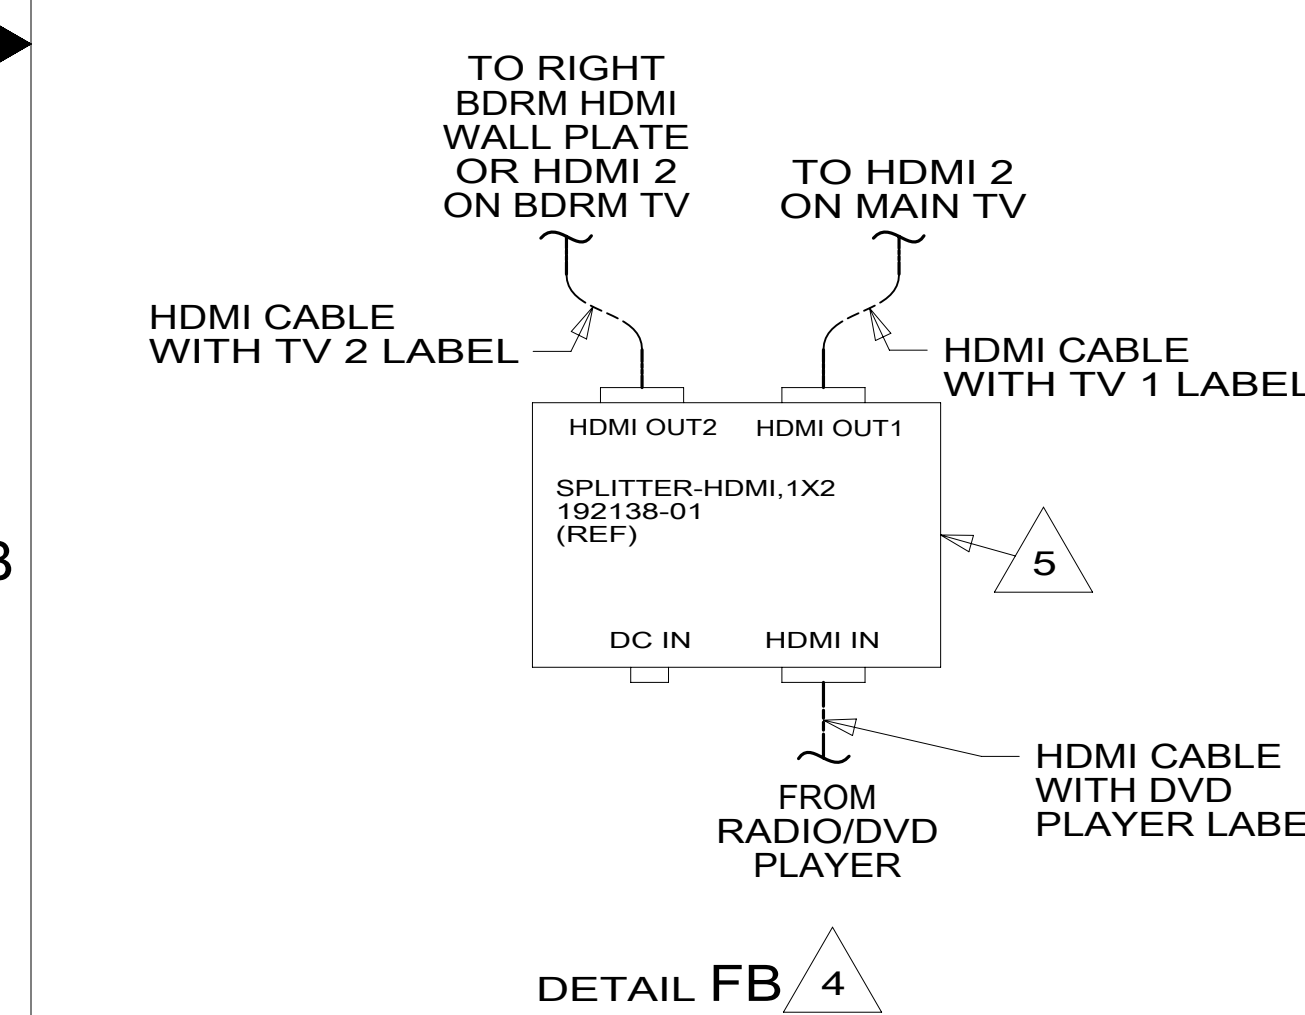 TO RIGHT
BDRM HDMI
WALL PLATE
OR HDMI 2
ON BDRM TV
TO HDMI 2
ON MAIN TV
HDMI CABLE
WITH TV 2 LABEL
HDMI CABLE
WITH TV 1 LABEL
HDMI OUT2
HDMI OUT1
SPLITTER-HDMI,1X2
192138-01
(REF)
5
DC IN
HDMI IN
HDMI CABLE
WITH DVD
PLAYER LABE
FROM
RADIO/DVD
PLAYER
DETAIL FB 4